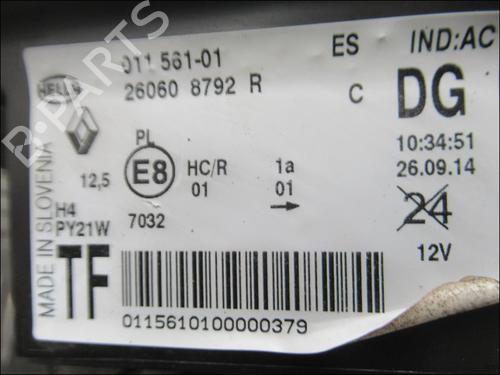 011 561-01
ES
IND:AC
HELLA
26060 8792 R
C
DG
10:34:51
26.09.14
PL
E8
HC/R
01
1a
01
12,5
H4
PY21W
7032
24
12V
MADE IN SLOVENIA
TF
0115610100000379
B-PARTS